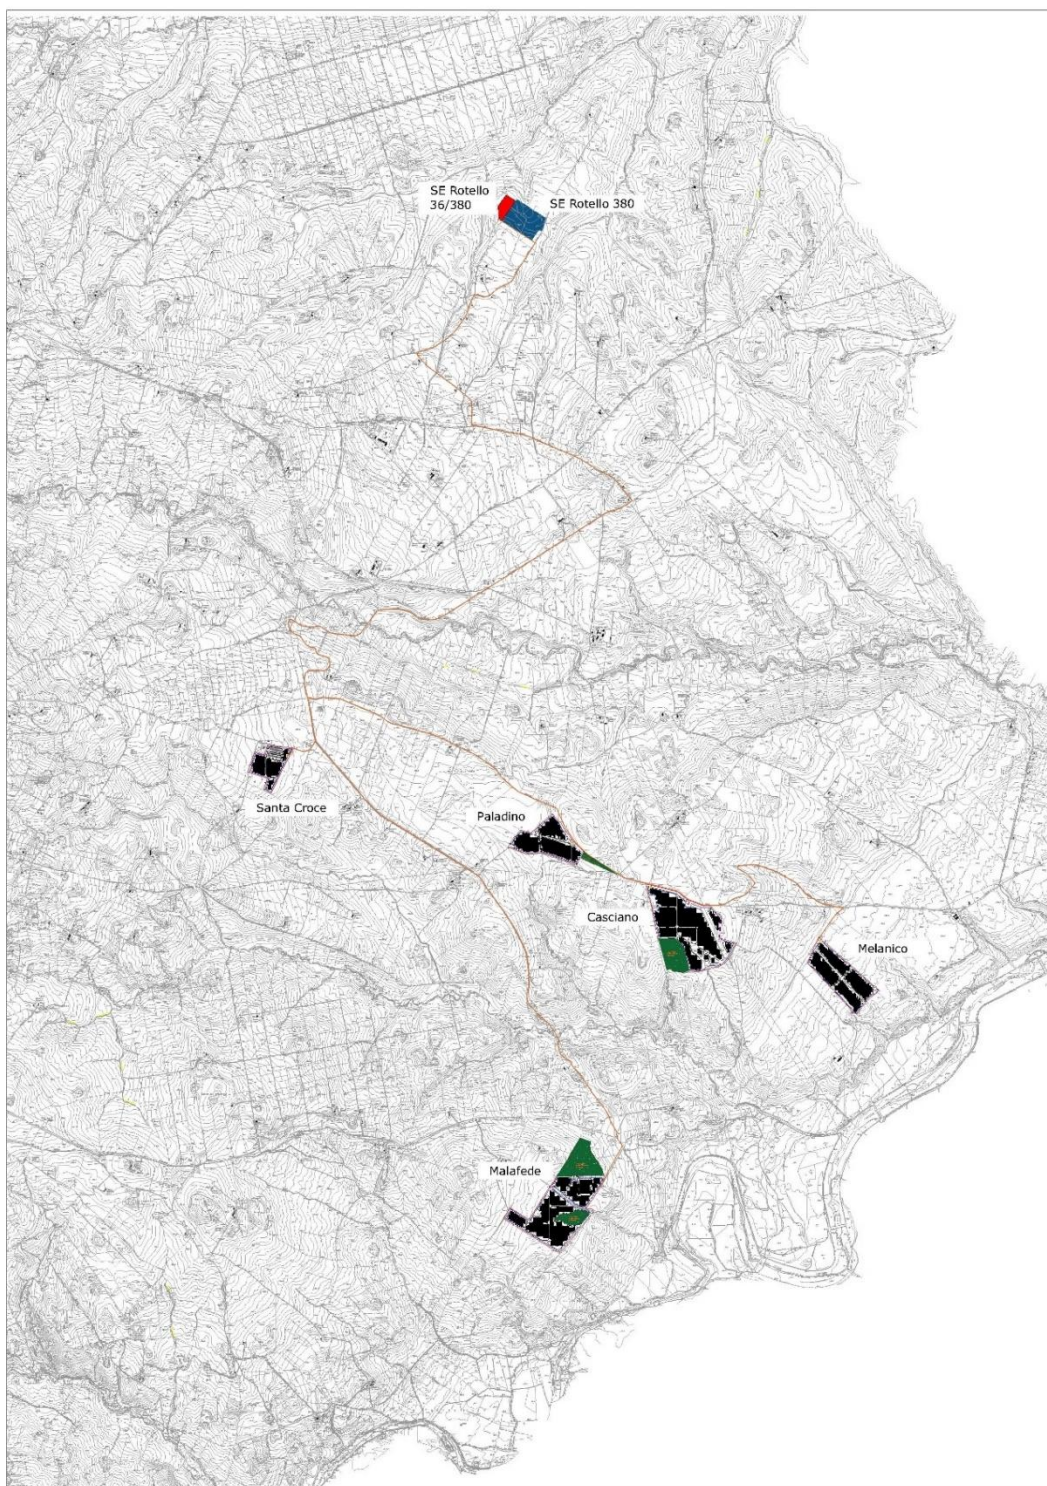 SE Rotello
36/380
SE Rotello 380
Santa Croce
Paladino
Casciano
Melanico
Malafede